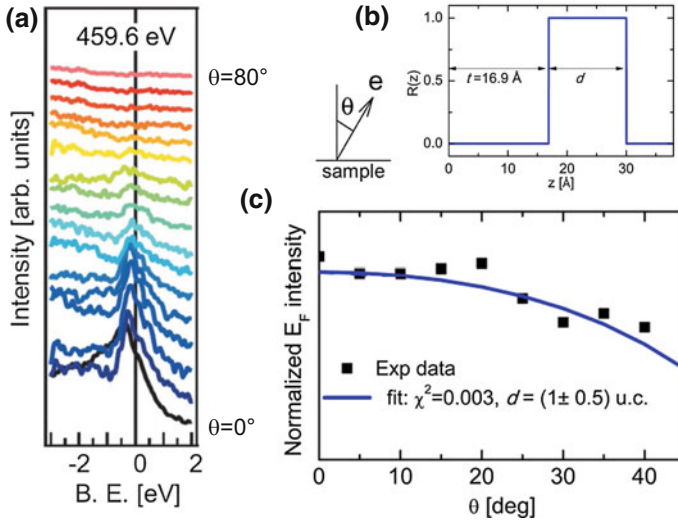 (a)
459.6 eV
θ=80°
θ=0°
Intensity [arb. units]
-2
0
2
B. E. [eV]
e
θ
sample
(b)
R(z)
1.0
0.5
0.0
t=16.9 Å
d
0
10
20
30
z [Å]
(c)
Normalized E_F intensity
Exp data
fit: χ²=0.003, d = (1± 0.5) u.c.
0
10
20
30
40
θ [deg]